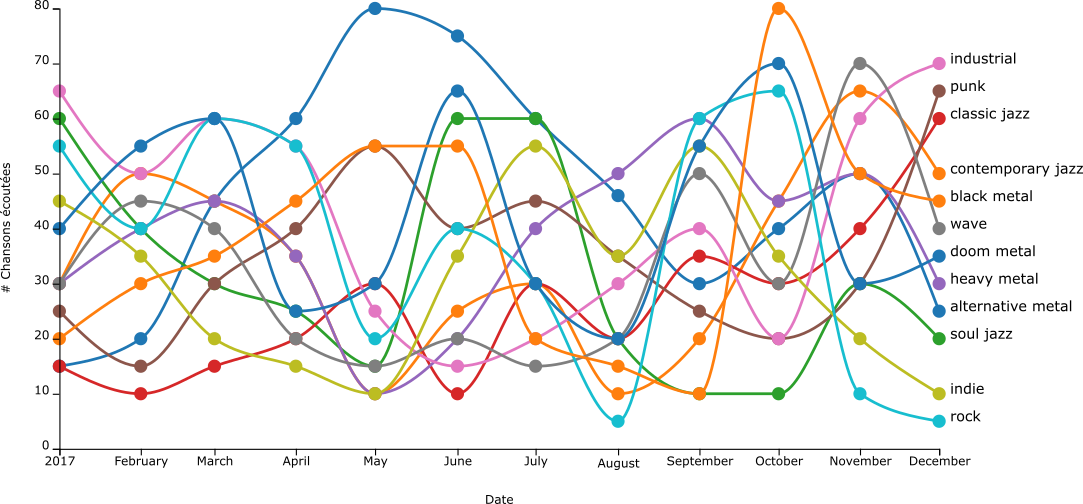 80
70
60
50
40
30
20
10
0
# Chansons écoutées
2017 February March April May June July August September October November December
Date
industrial
punk
classic jazz
contemporary jazz
black metal
wave
doom metal
heavy metal
alternative metal
soul jazz
indie
rock